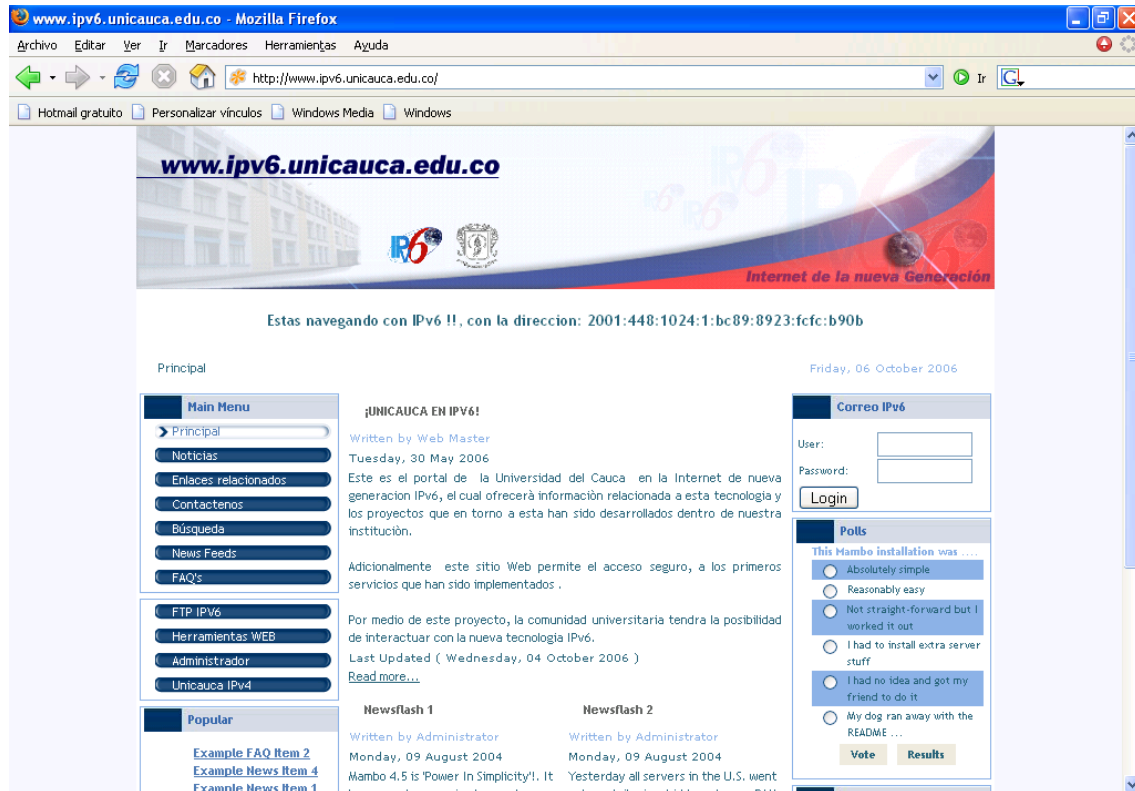 www.ipv6.unicauca.edu.co - Mozilla Firefox
Archivo Editar Ver Ir Marcadores Herramientas Ayuda
http://www.ipv6.unicauca.edu.co/ Ir
Hotmail gratuito Personalizar vínculos Windows Media Windows
www.ipv6.unicauca.edu.co
IPv6
Internet de la nueva Generación
Estas navegando con IPv6 !!, con la direccion: 2001:448:1024:1:bc89:8923:fcfc:b90b
Principal
Friday, 06 October 2006
Main Menu
Principal
Noticias
Enlaces relacionados
Contactenos
Búsqueda
News Feeds
FAQ's
FTP IPV6
Herramientas WEB
Administrador
Unicauca IPv4
Popular
Example FAQ Item 2
Example News Item 4
Example News Item 1
¡UNICAUCA EN IPV6!
Written by Web Master
Tuesday, 30 May 2006
Este es el portal de la Universidad del Cauca en la Internet de nueva
generacion IPv6, el cual ofrecerà informaciòn relacionada a esta tecnologia y
los proyectos que en torno a esta han sido desarrollados dentro de nuestra
instituciòn.
Adicionalmente este sitio Web permite el acceso seguro, a los primeros
servicios que han sido implementados .
Por medio de este proyecto, la comunidad universitaria tendra la posibilidad
de interactuar con la nueva tecnologia IPv6.
Last Updated ( Wednesday, 04 October 2006 )
Read more...
Newsflash 1
Written by Administrator
Monday, 09 August 2004
Mambo 4.5 is 'Power In Simplicity'!. It
Newsflash 2
Written by Administrator
Monday, 09 August 2004
Yesterday all servers in the U.S. went
Correo IPv6
User:
Password:
Login
Polls
This Mambo installation was ....
Absolutely simple
Reasonably easy
Not straight-forward but I
worked it out
I had to install extra server
stuff
I had no idea and got my
friend to do it
My dog ran away with the
README ...
Vote Results